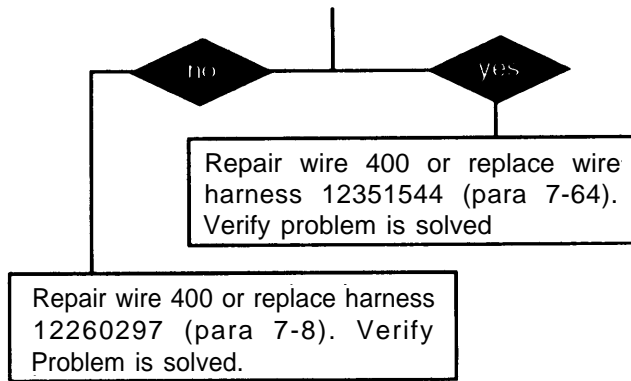 no
yes
Repair wire 400 or replace wire
harness 12351544 (para 7-64).
Verify problem is solved
Repair wire 400 or replace harness
12260297 (para 7-8). Verify
Problem is solved.